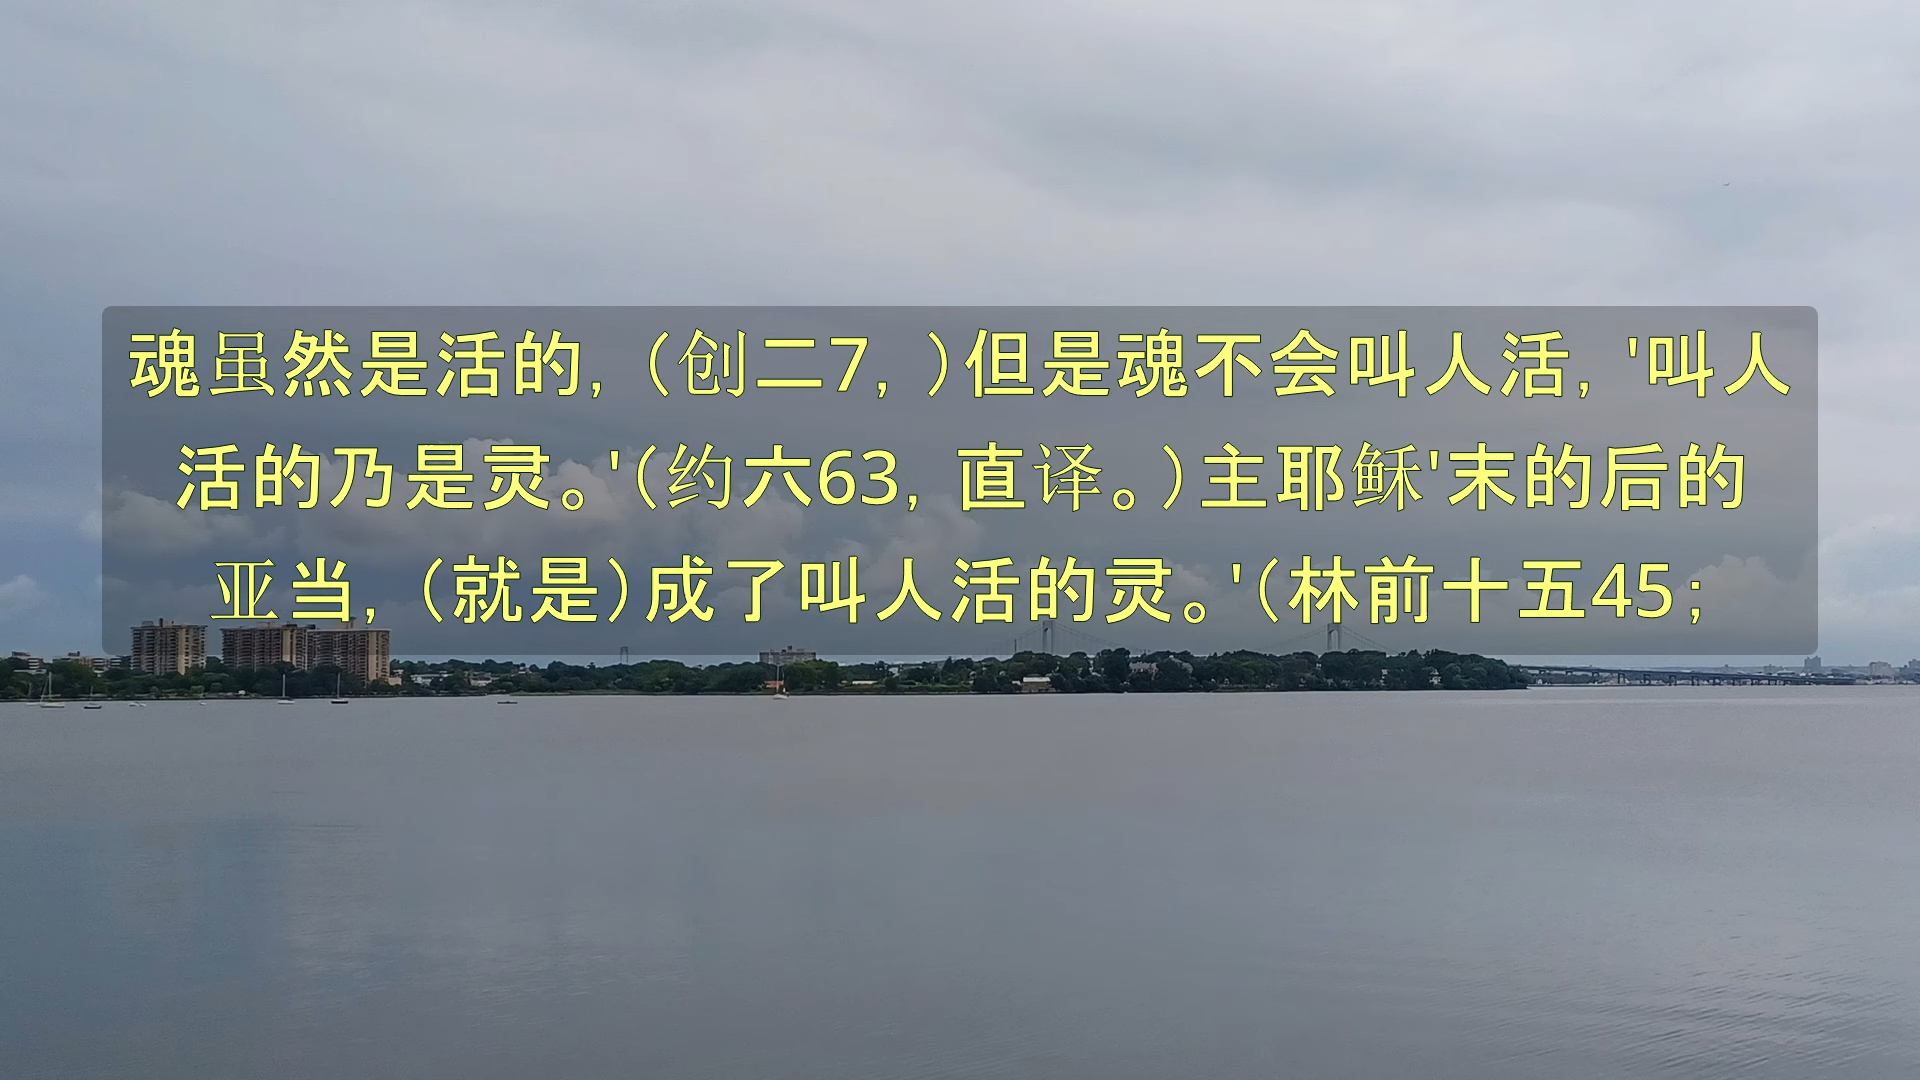 魂虽然是活的, (创二7, )但是魂不会叫人活, '叫人
活的乃是灵。'(约六63, 直译。)主耶稣'末的后的
亚当, (就是)成了叫人活的灵。'(林前十五45;